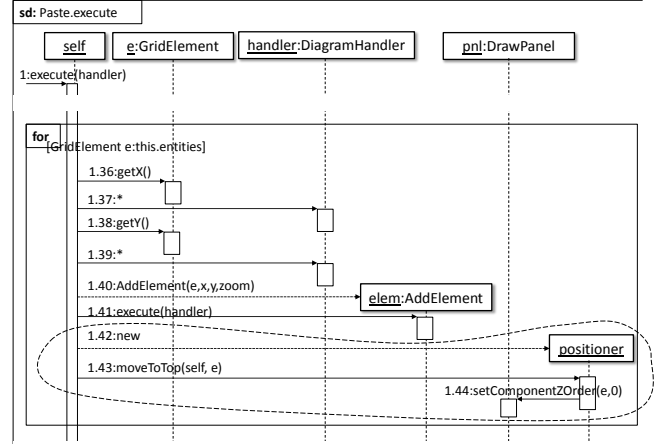 sd: Paste.execute
self
e:GridElement
handler:DiagramHandler
pnl:DrawPanel
1:execute(handler)
for
[GridElement e:this.entities]
1.36:getX()
1.37:*
1.38:getY()
1.39:*
1.40:AddElement(e,x,y,zoom)
elem:AddElement
1.41:execute(handler)
1.42:new
positioner
1.43:moveToTop(self, e)
1.44:setComponentZOrder(e,0)